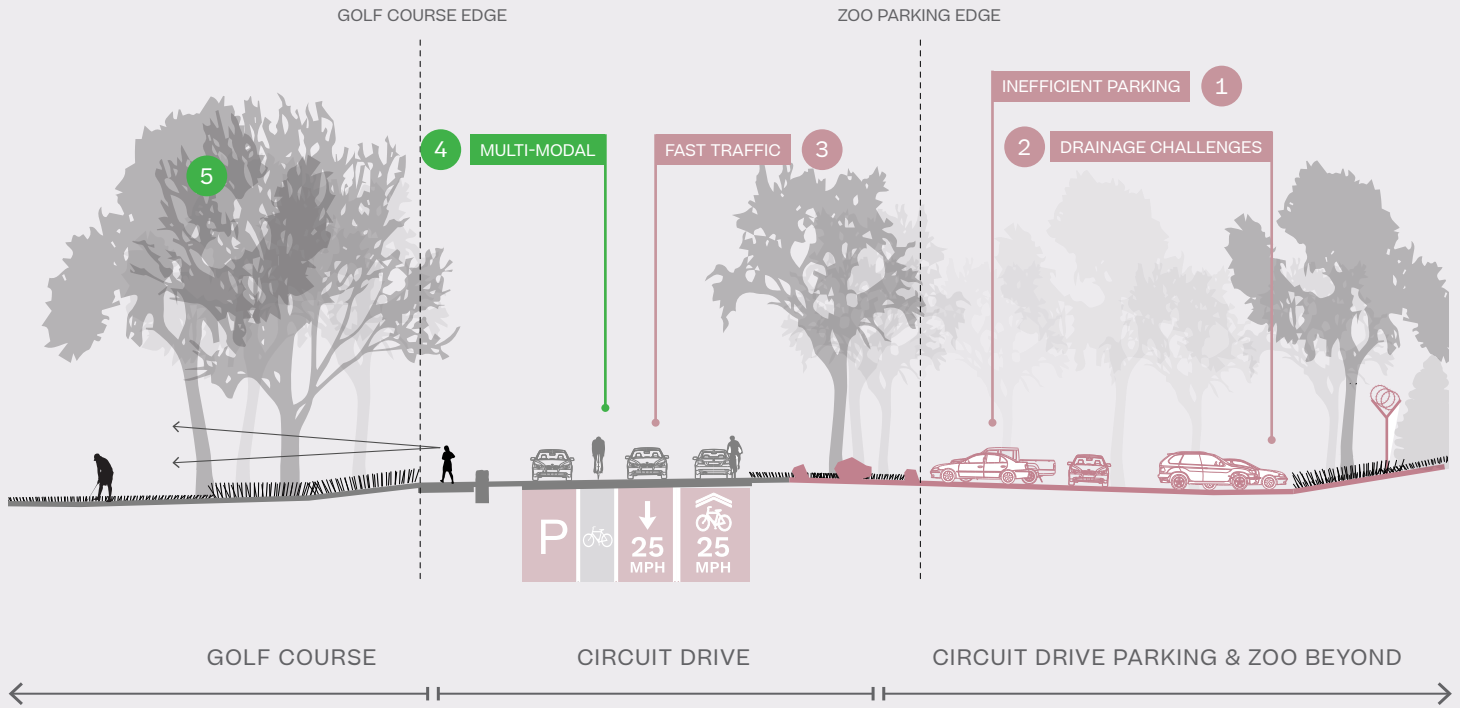 GOLF COURSE EDGE
ZOO PARKING EDGE
INEFFICIENT PARKING 1
2 DRAINAGE CHALLENGES
4 MULTI-MODAL
FAST TRAFFIC 3
5
P
25
MPH
25
MPH
GOLF COURSE
CIRCUIT DRIVE
CIRCUIT DRIVE PARKING & ZOO BEYOND